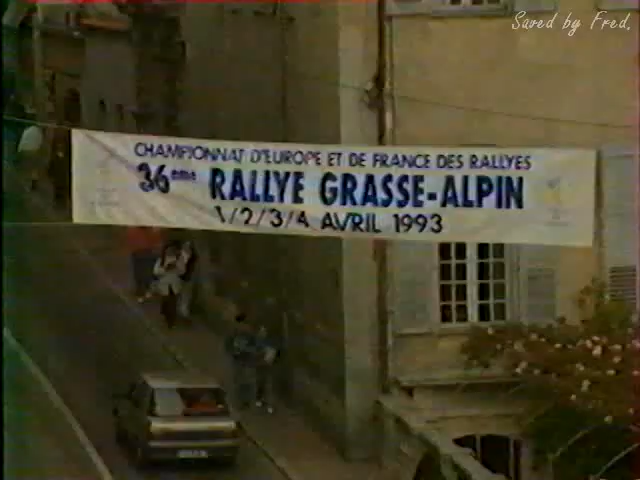 Saved by Fred.
CHAMPIONNAT D'EUROPE ET DE FRANCE DES RALLYES
36eme RALLYE GRASSE-ALPIN
1/2/3/4 AVRIL 1993